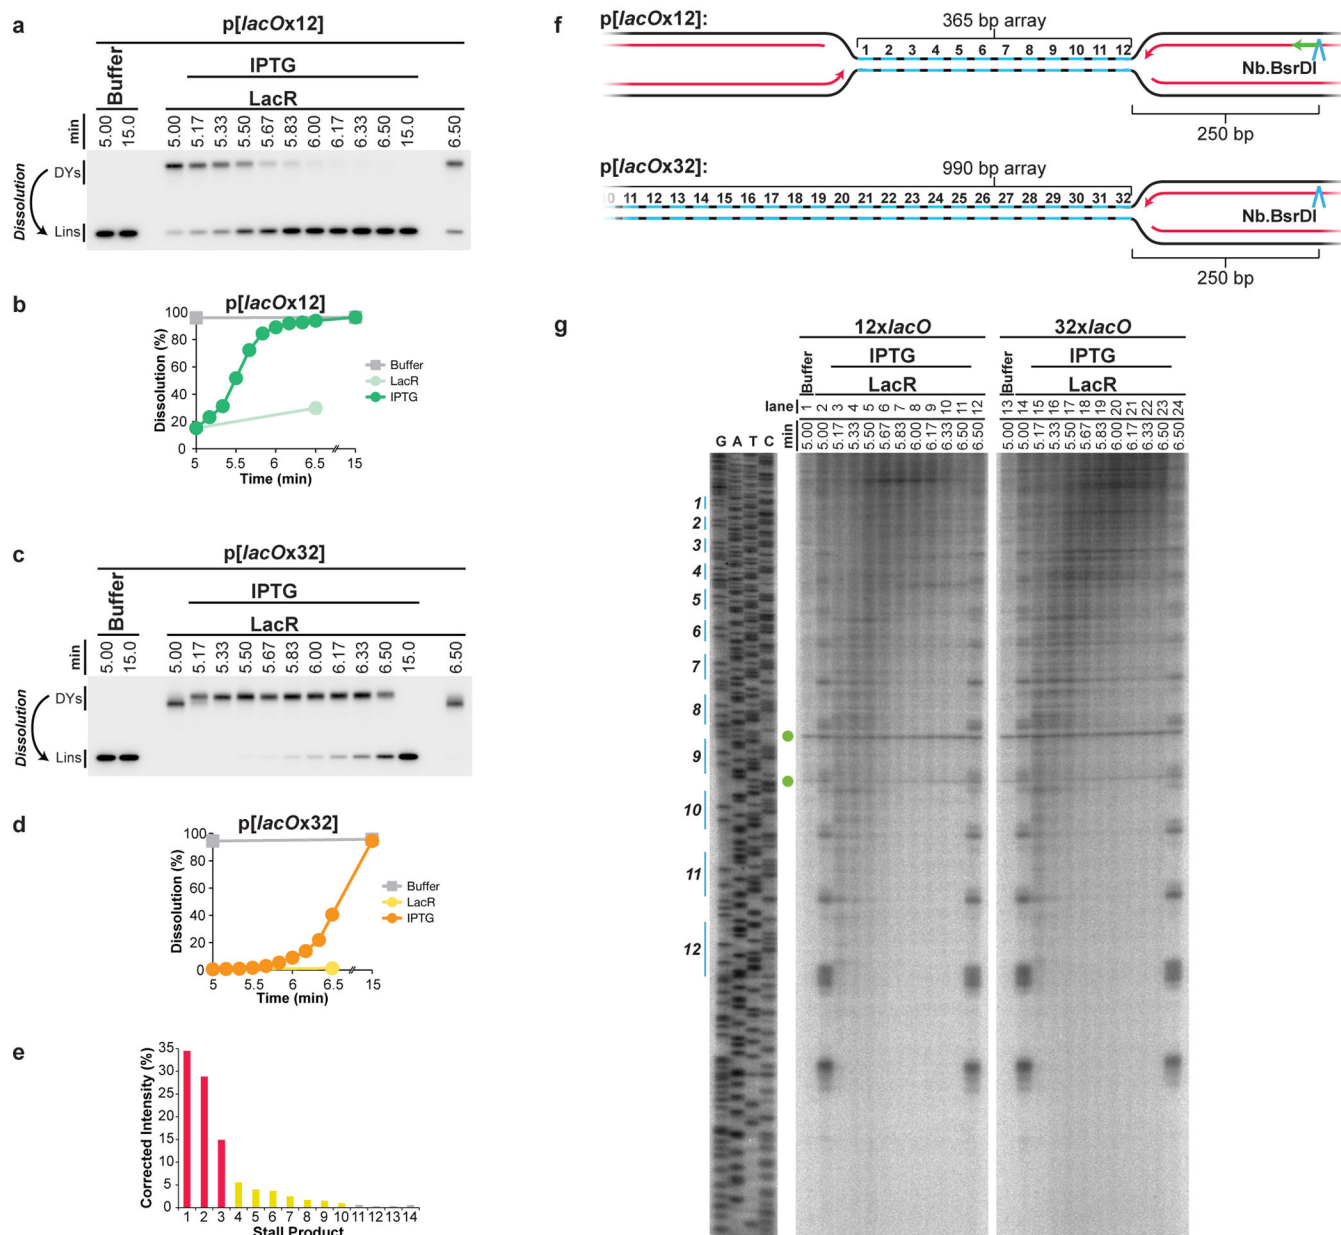 a
p[lacOx12]
IPTG
LacR
Buffer
min
5.00
15.0
5.00
5.17
5.33
5.50
5.67
5.83
6.00
6.17
6.33
6.50
15.0
6.50
Dissolution
DYs
Lins
b
p[lacOx12]
Dissolution (%)
100
80
60
40
20
0
5
5.5
6
6.5
15
Time (min)
Buffer
LacR
IPTG
c
p[lacOx32]
IPTG
LacR
Buffer
min
5.00
15.0
5.00
5.17
5.33
5.50
5.67
5.83
6.00
6.17
6.33
6.50
15.0
6.50
Dissolution
DYs
Lins
d
p[lacOx32]
Dissolution (%)
100
80
60
40
20
0
5
5.5
6
6.5
15
Time (min)
Buffer
LacR
IPTG
e
Corrected Intensity (%)
35
30
25
20
15
10
5
0
1 2 3 4 5 6 7 8 9 10 11 12 13 14
Stall Product
f
p[lacOx12]:
365 bp array
1 2 3 4 5 6 7 8 9 10 11 12
Nb.BsrDI
250 bp
p[lacOx32]:
990 bp array
10 11 12 13 14 15 16 17 18 19 20 21 22 23 24 25 26 27 28 29 30 31 32
Nb.BsrDI
250 bp
g
12xlacO
32xlacO
IPTG
IPTG
LacR
LacR
Buffer
Buffer
lane
1 2 3 4 5 6 7 8 9 10 11 12
13 14 15 16 17 18 19 20 21 22 23 24
min
5.00 5.00 5.17 5.33 5.50 5.67 5.83 6.00 6.17 6.33 6.50 6.50
5.00 5.00 5.17 5.33 5.50 5.67 5.83 6.00 6.17 6.33 6.50 6.50
G A T C
1
2
3
4
5
6
7
8
9
10
11
12